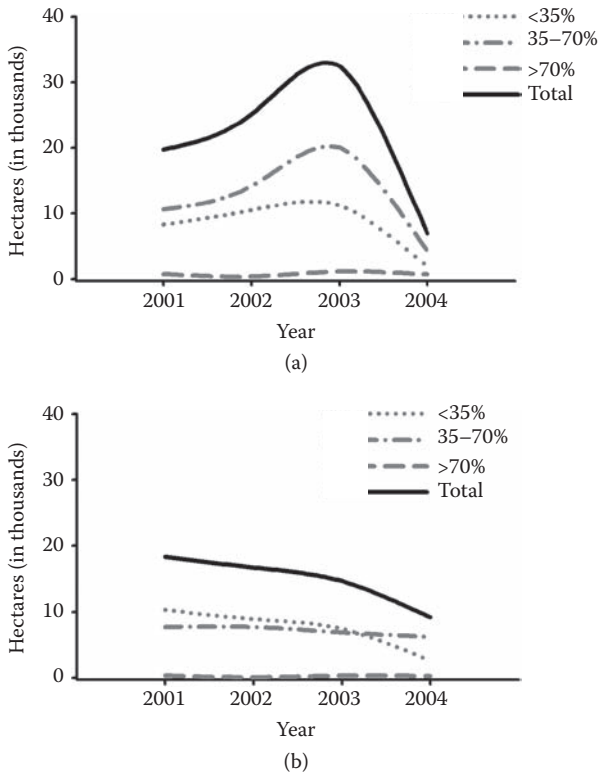 40
30
20
10
0
Hectares (in thousands)
<35%
35–70%
>70%
Total
2001 2002 2003 2004
Year
(a)
40
30
20
10
0
Hectares (in thousands)
<35%
35–70%
>70%
Total
2001 2002 2003 2004
Year
(b)